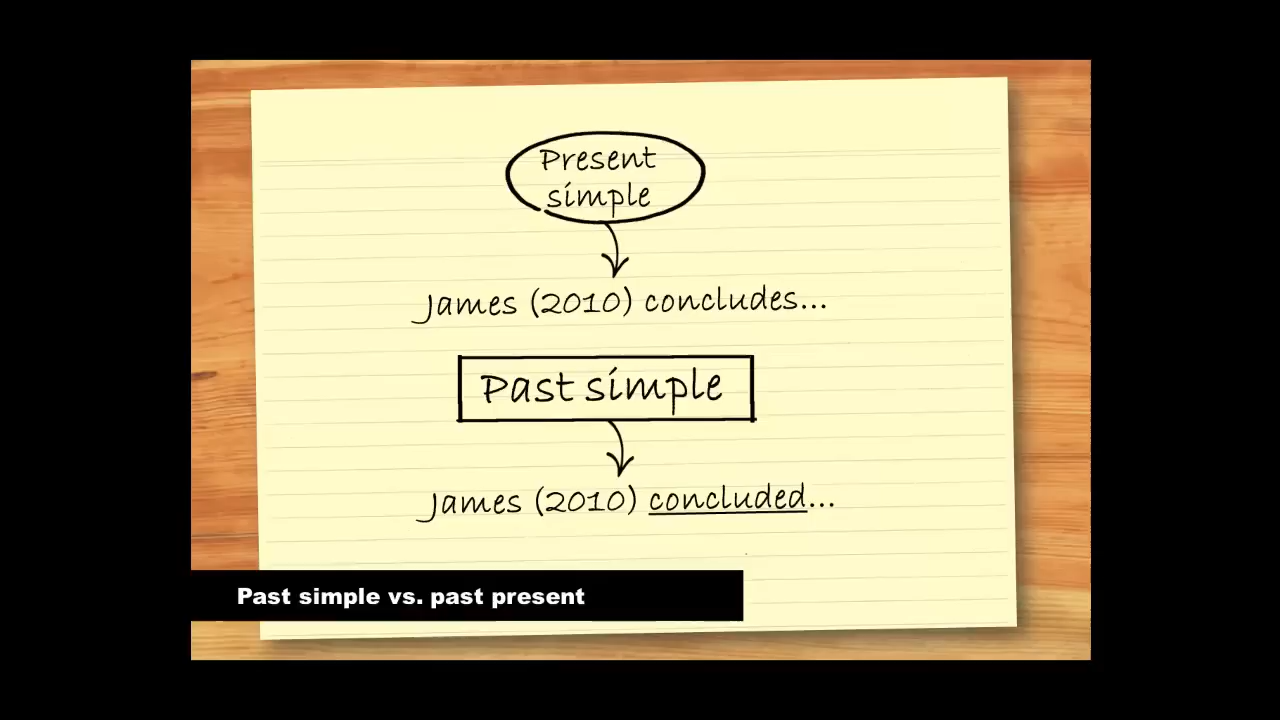 Present
simple
James (2010) concludes...
Past simple
James (2010) concluded...
Past simple vs. past present